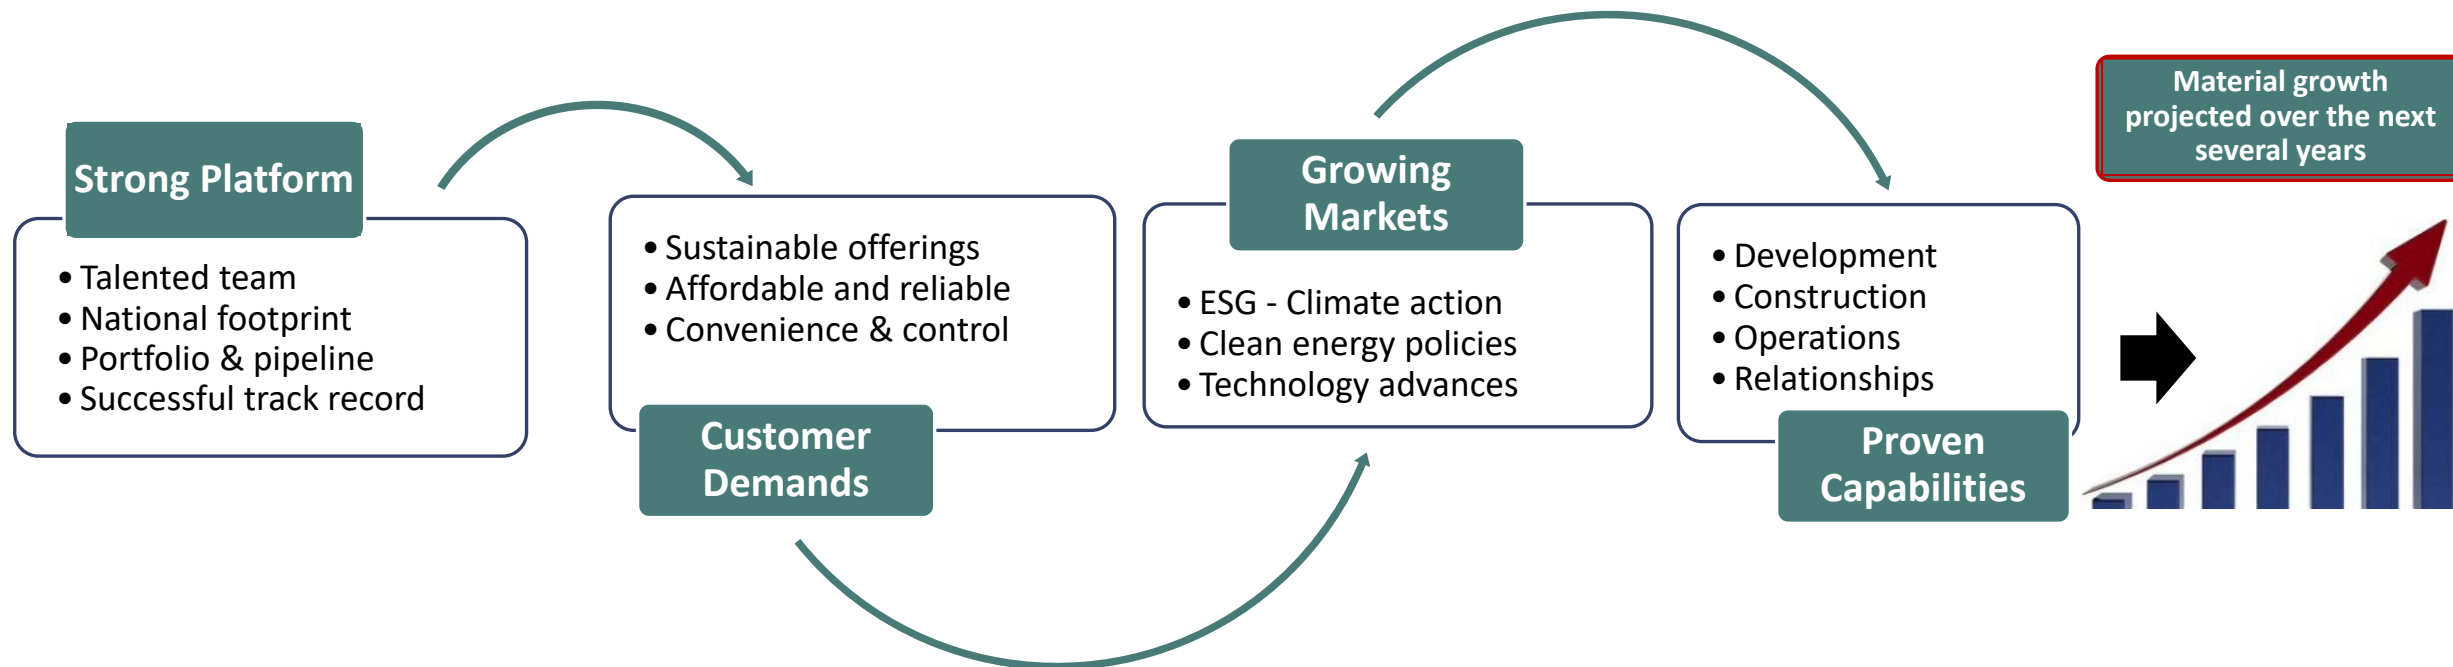 Strong Platform
• Talented team
• National footprint
• Portfolio & pipeline
• Successful track record
• Sustainable offerings
• Affordable and reliable
• Convenience & control
Customer
Demands
Growing
Markets
• ESG - Climate action
• Clean energy policies
• Technology advances
• Development
• Construction
• Operations
• Relationships
Proven
Capabilities
Material growth
projected over the next
several years